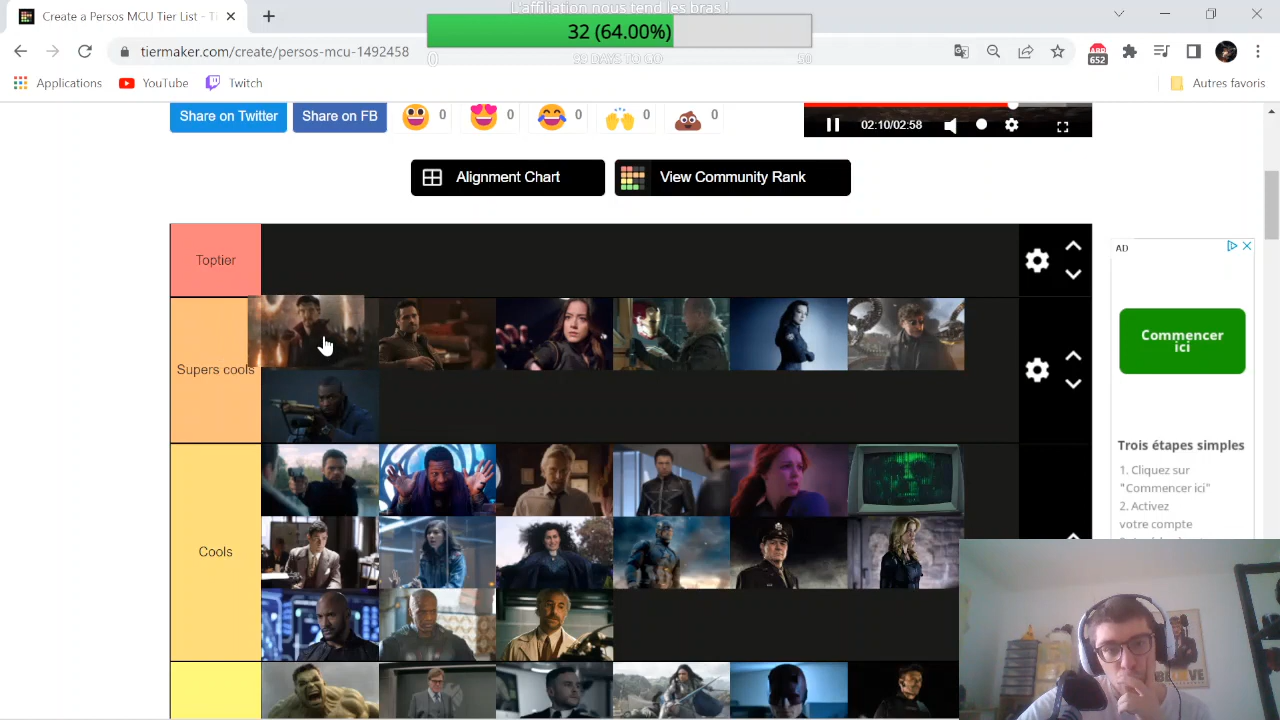 Create a Persos MCU Tier List - Ti
L'affiliation nous tend les bras !
32 (64.00%)
0
50
tiermaker.com/create/persos-mcu-1492458
652
Applications
YouTube
Twitch
Autres favoris
Share on Twitter
Share on FB
0
0
0
0
0
02:10/02:58
Alignment Chart
View Community Rank
Toptier
AD
Supers cools
Commencer
ici
Trois étapes simples
1. Cliquez sur
"Commencer ici"
2. Activez
votre compte
Cools